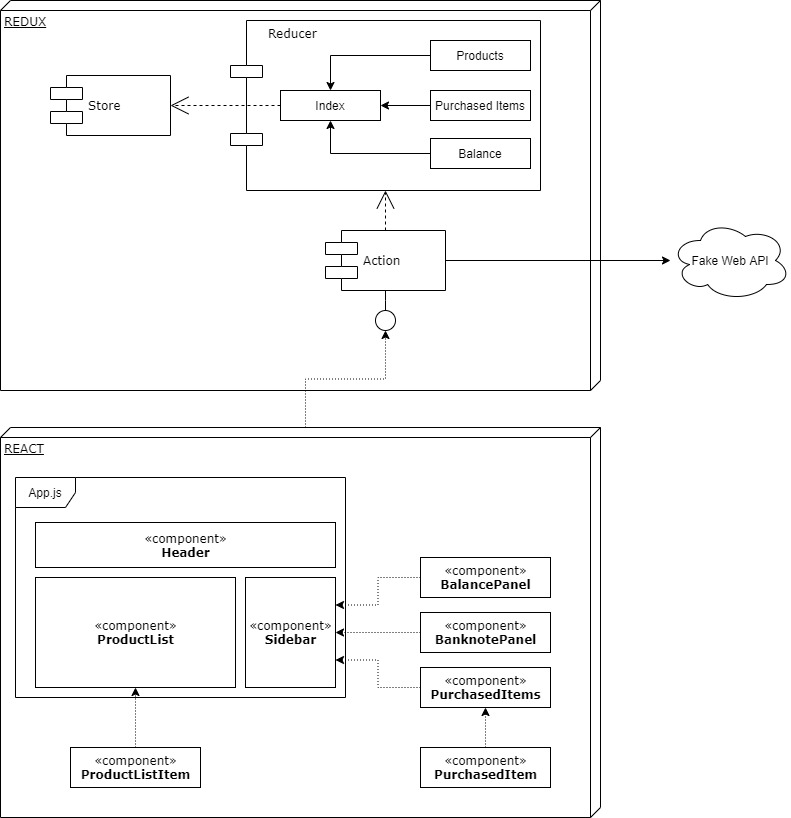 REDUX
Reducer
Products
Store
Index
Purchased Items
Balance
Action
Fake Web API
REACT
App.js
«component»
Header
«component»
ProductList
«component»
Sidebar
«component»
BalancePanel
«component»
BanknotePanel
«component»
PurchasedItems
«component»
ProductListItem
«component»
PurchasedItem